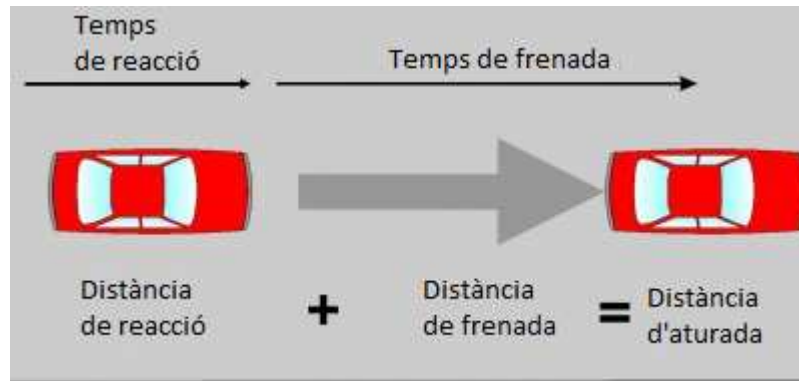 Temps
de reacció
Temps de frenada
Distància
de reacció
+
Distància
de frenada
=
Distància
d'aturada